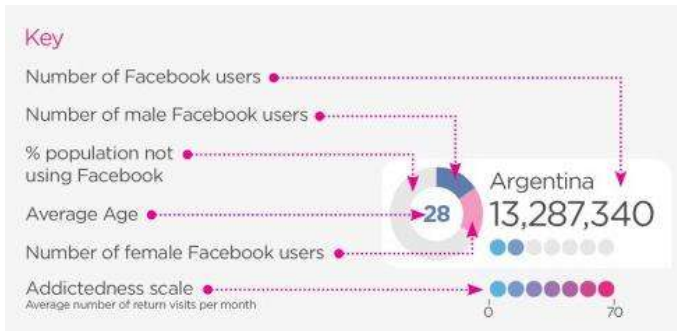 Key
Number of Facebook users
Number of male Facebook users
% population not
using Facebook
Average Age
Number of female Facebook users
Addictedness scale
Average number of return visits per month
28
Argentina
13,287,340
0
70